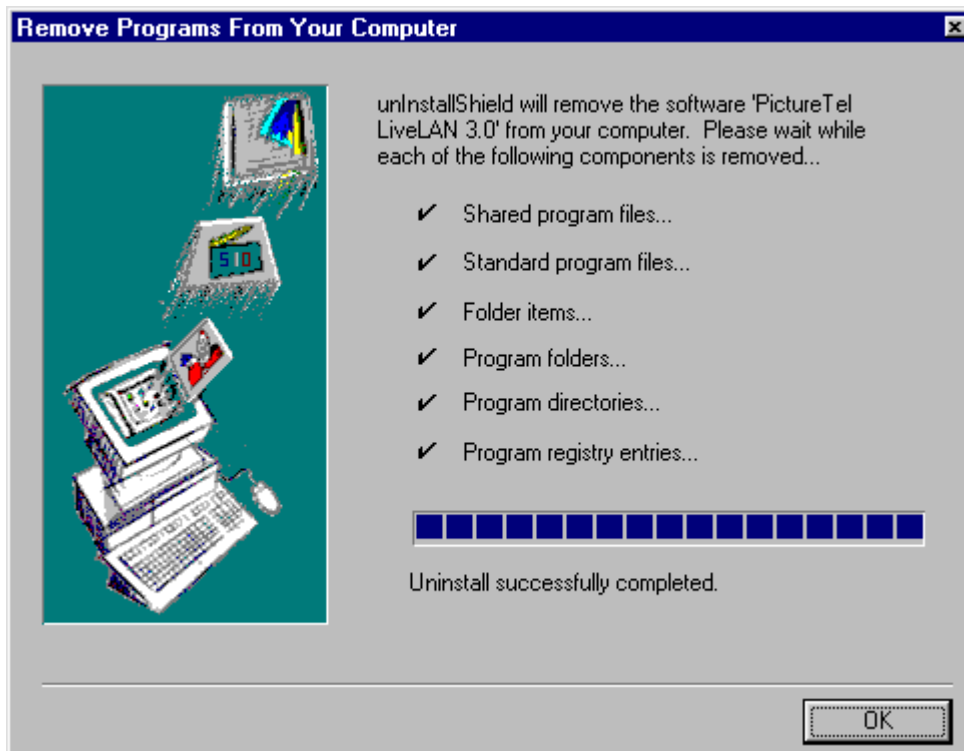 Remove Programs From Your Computer
unInstallShield will remove the software 'PictureTel
LiveLAN 3.0' from your computer.  Please wait while
each of the following components is removed...
Shared program files...
Standard program files...
Folder items...
Program folders...
Program directories...
Program registry entries...
Uninstall successfully completed.
OK